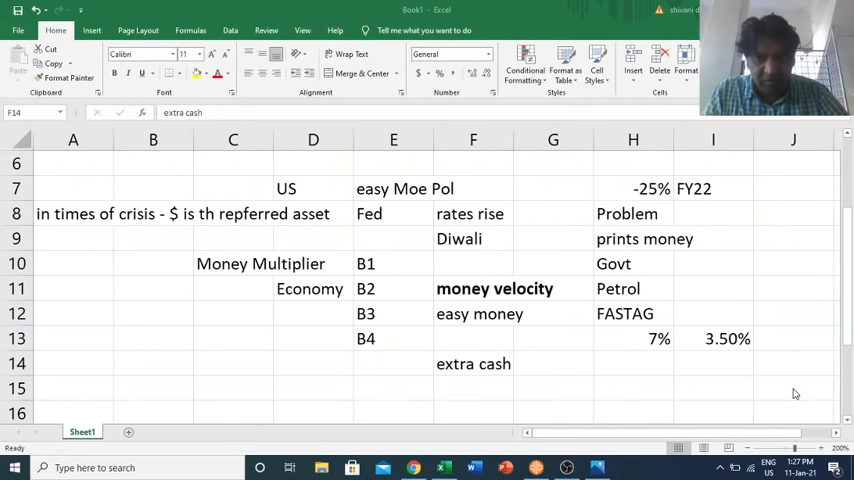 Book1 - Excel
shivani d
File Home Insert Page Layout Formulas Data Review View Help Tell me what you want to do
Cut
Copy
Format Painter
Paste
Calibri 11
Wrap Text
Merge & Center
General
Conditional Formatting
Format as Table
Cell Styles
Insert Delete Format
Clipboard Font Alignment Number Styles Cells
F14 fx extra cash
A B C D E F G H I J
6
7 US easy Moe Pol -25% FY22
8 in times of crisis - $ is th repferred asset Fed rates rise Problem
9 Diwali prints money
10 Money Multiplier B1 Govt
11 Economy B2 money velocity Petrol
12 B3 easy money FASTAG
13 B4 7% 3.50%
14 extra cash
15
16
Sheet1
Ready 200%
Type here to search
ENG
US
1:27 PM
11-Jan-21
2